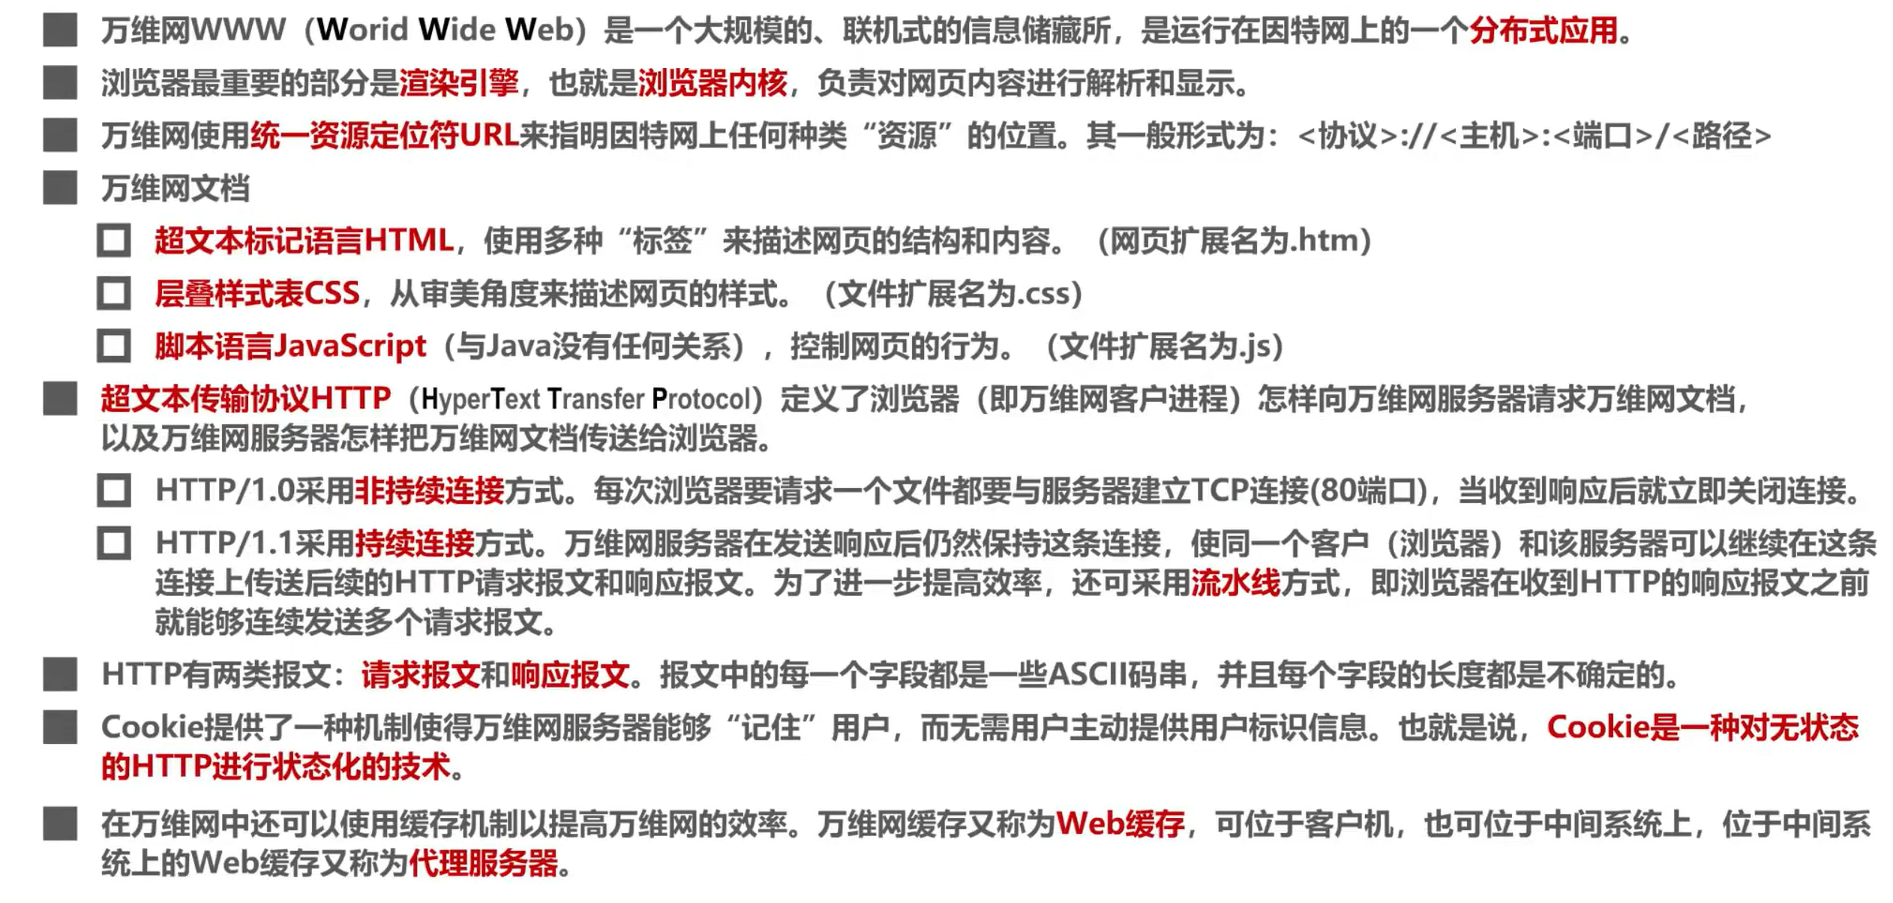 万维网WWW（Worid Wide Web）是一个大规模的、联机式的信息储藏所，是运行在因特网上的一个分布式应用。
浏览器最重要的部分是渲染引擎，也就是浏览器内核，负责对网页内容进行解析和显示。
万维网使用统一资源定位符URL来指明因特网上任何种类“资源”的位置。其一般形式为：<协议>://<主机>:<端口>/<路径>
万维网文档
超文本标记语言HTML，使用多种“标签”来描述网页的结构和内容。（网页扩展名为.htm）
层叠样式表CSS，从审美角度来描述网页的样式。（文件扩展名为.css）
脚本语言JavaScript（与Java没有任何关系），控制网页的行为。（文件扩展名为.js）
超文本传输协议HTTP（HyperText Transfer Protocol）定义了浏览器（即万维网客户进程）怎样向万维网服务器请求万维网文档，
以及万维网服务器怎样把万维网文档传送给浏览器。
HTTP/1.0采用非持续连接方式。每次浏览器要请求一个文件都要与服务器建立TCP连接(80端口)，当收到响应后就立即关闭连接。
HTTP/1.1采用持续连接方式。万维网服务器在发送响应后仍然保持这条连接，使同一个客户（浏览器）和该服务器可以继续在这条
连接上传送后续的HTTP请求报文和响应报文。为了进一步提高效率，还可采用流水线方式，即浏览器在收到HTTP的响应报文之前
就能够连续发送多个请求报文。
HTTP有两类报文：请求报文和响应报文。报文中的每一个字段都是一些ASCII码串，并且每个字段的长度都是不确定的。
Cookie提供了一种机制使得万维网服务器能够“记住”用户，而无需用户主动提供用户标识信息。也就是说，Cookie是一种对无状态
的HTTP进行状态化的技术。
在万维网中还可以使用缓存机制以提高万维网的效率。万维网缓存又称为Web缓存，可位于客户机，也可位于中间系统上，位于中间系
统上的Web缓存又称为代理服务器。